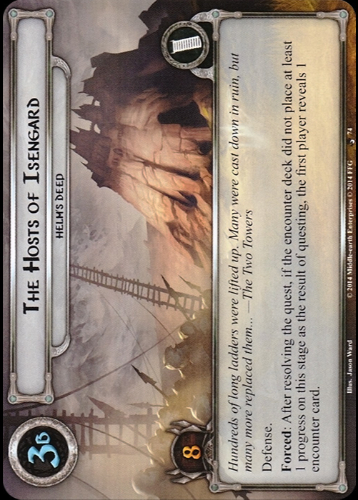 3B
THE HOSTS OF ISENGARD
HELM'S DEEP
8
Hundreds of long ladders were lifted up. Many were cast down in ruin, but
many more replaced them... —The Two Towers
Defense.
Forced: After resolving the quest, if the encounter deck did not place at least
1 progress on this stage as the result of questing, the first player reveals 1
encounter card.
Illus. Jason Ward © 2014 Middle-earth Enterprises © 2014 FFG 74